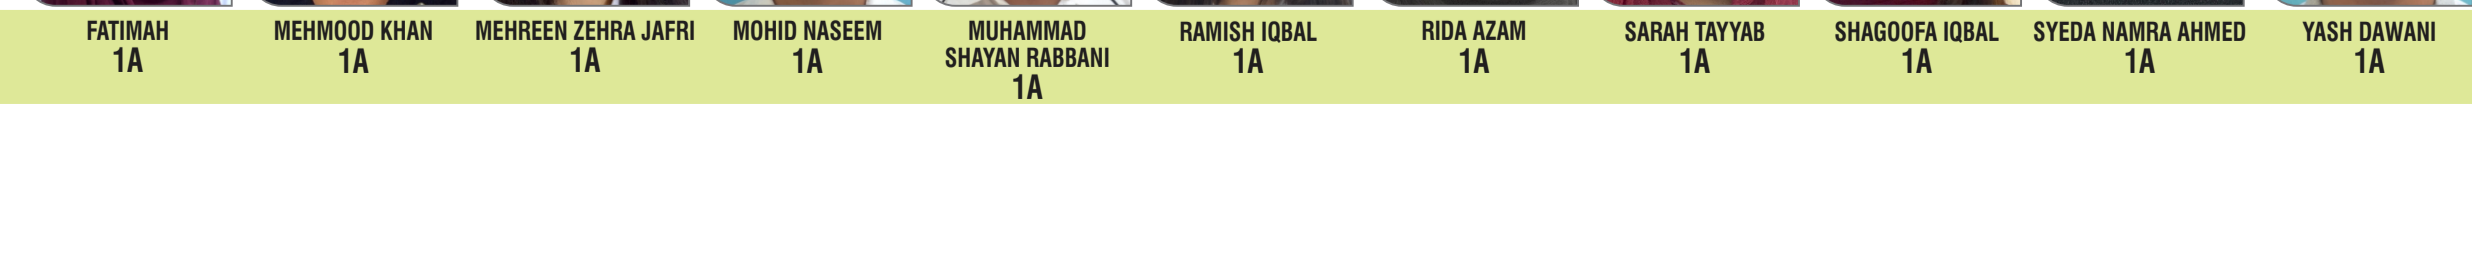 FATIMAH
1A
MEHMOOD KHAN
1A
MEHREEN ZEHRA JAFRI
1A
MOHID NASEEM
1A
MUHAMMAD
SHAYAN RABBANI
1A
RAMISH IQBAL
1A
RIDA AZAM
1A
SARAH TAYYAB
1A
SHAGOOFA IQBAL
1A
SYEDA NAMRA AHMED
1A
YASH DAWANI
1A